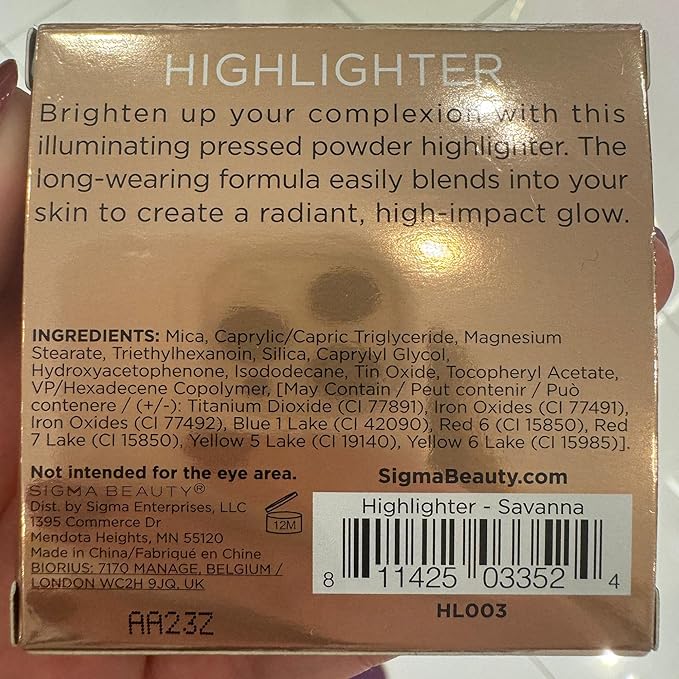 HIGHLIGHTER
Brighten up your complexion with this
illuminating pressed powder highlighter. The
long-wearing formula easily blends into your
skin to create a radiant, high-impact glow.
INGREDIENTS: Mica, Caprylic/Capric Triglyceride, Magnesium
Stearate, Triethylhexanoin, Silica, Caprylyl Glycol,
Hydroxyacetophenone, Isododecane, Tin Oxide, Tocopheryl Acetate,
VP/Hexadecene Copolymer, [May Contain / Peut contenir / Può
contenere / (+/-): Titanium Dioxide (CI 77891), Iron Oxides (CI 77491),
Iron Oxides (CI 77492), Blue 1 Lake (CI 42090), Red 6 (CI 15850), Red
7 Lake (CI 15850), Yellow 5 Lake (CI 19140), Yellow 6 Lake (CI 15985)].
Not intended for the eye area.
SIGMA BEAUTY®
Dist. by Sigma Enterprises, LLC
1395 Commerce Dr
Mendota Heights, MN 55120
Made in China/Fabriqué en Chine
BIORIUS: 7170 MANAGE, BELGIUM /
LONDON WC2H 9JQ, UK
12M
AA23Z
SigmaBeauty.com
Highlighter - Savanna
8 11425 03352 4
HL003